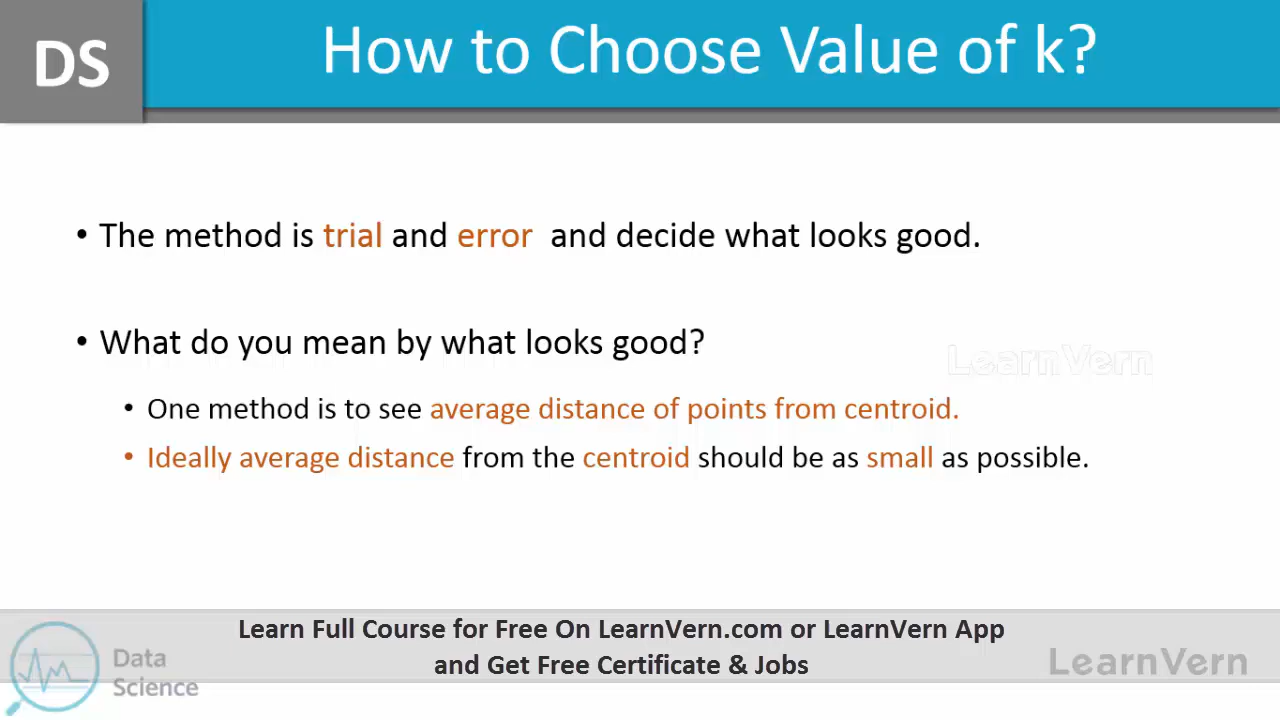 DS
How to Choose Value of k?
• The method is trial and error and decide what looks good.
• What do you mean by what looks good?
LearnVern
• One method is to see average distance of points from centroid.
• Ideally average distance from the centroid should be as small as possible.
Learn Full Course for Free On LearnVern.com or LearnVern App
and Get Free Certificate & Jobs
Data
Science
LearnVern